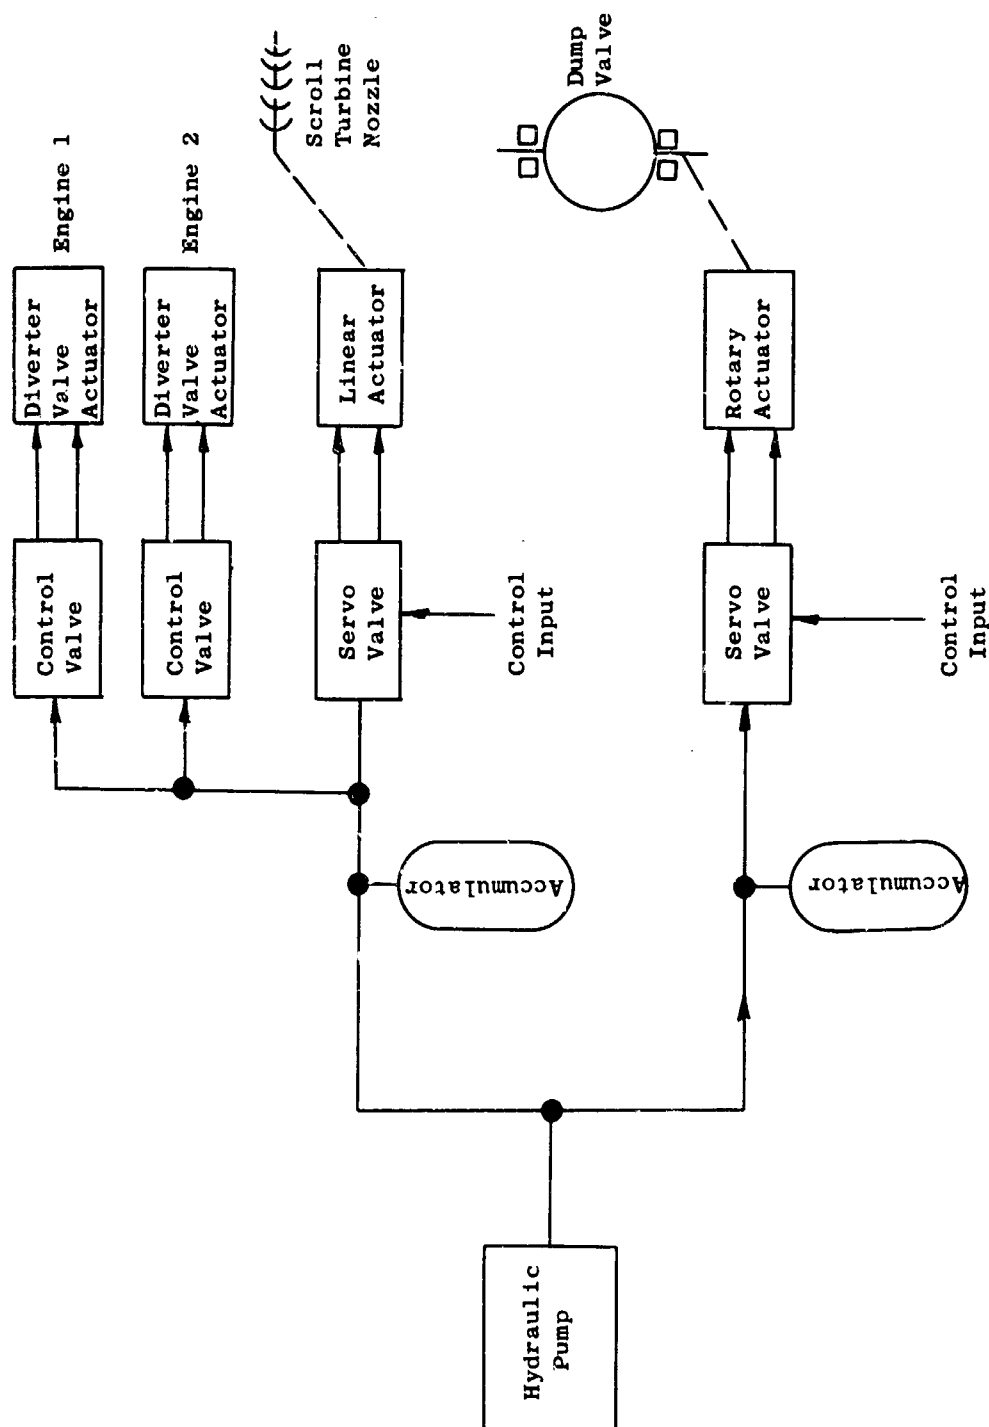 Hydraulic
Pump
Accumulator
Accumulator
Control
Valve
Control
Valve
Servo
Valve
Control
Input
Servo
Valve
Control
Input
Diverter
Valve
Actuator
Engine 1
Diverter
Valve
Actuator
Engine 2
Linear
Actuator
Scroll
Turbine
Nozzle
Rotary
Actuator
Dump
Valve